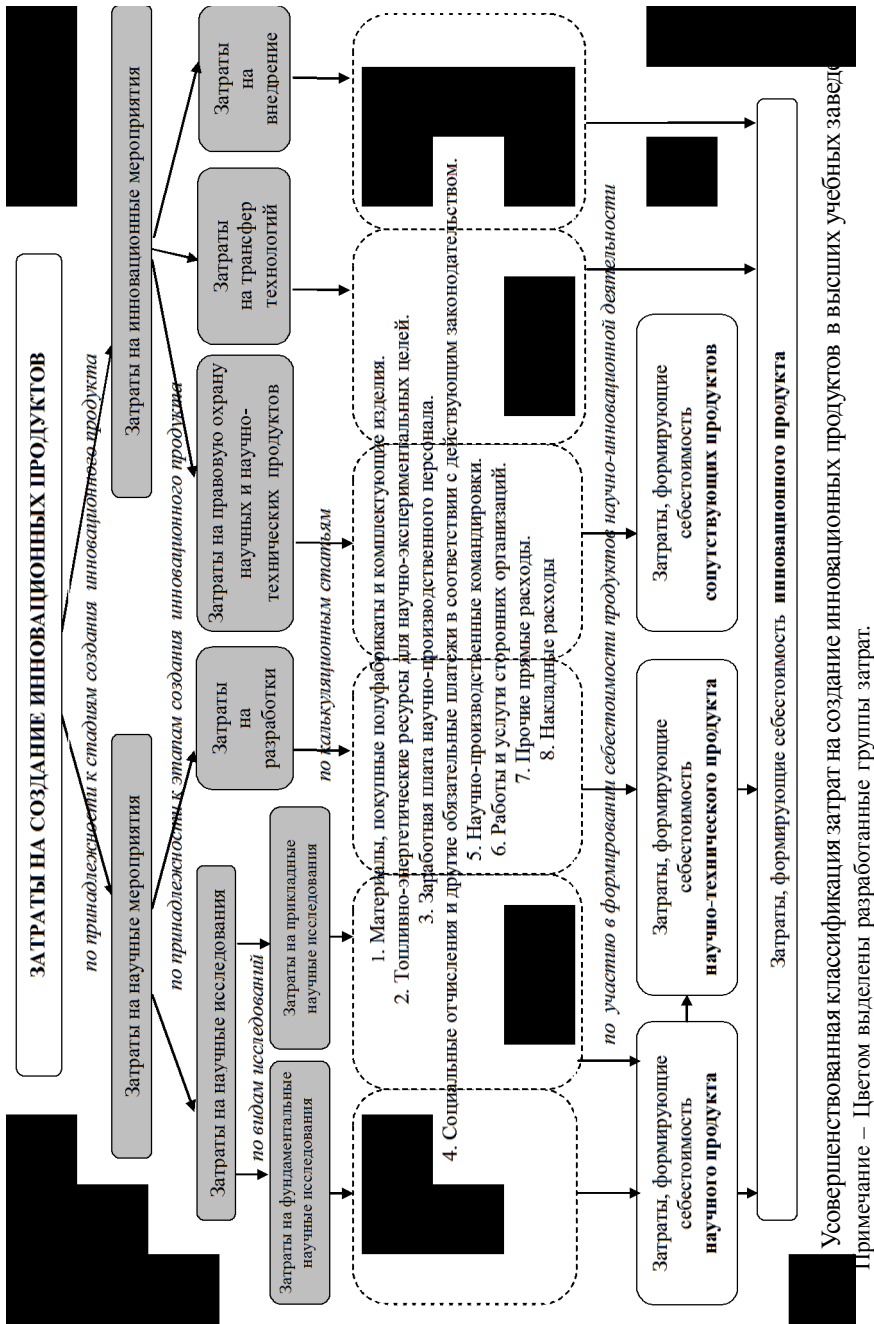 ЗАТРАТЫ НА СОЗДАНИЕ ИННОВАЦИОННЫХ ПРОДУКТОВ
по принадлежности к стадиям создания инновационного продукта
Затраты на научные мероприятия
Затраты на инновационные мероприятия
по принадлежности к этапам создания инновационного продукта
Затраты на научные исследования
Затраты
на
разработки
Затраты на правовую охрану
научных и научно-
технических продуктов
Затраты
на трансфер
технологий
Затраты
на
внедрение
по видам исследований
Затраты на фундаментальные
научные исследования
Затраты на прикладные
научные исследования
по калькуляционным статьям
1. Материалы, покупные полуфабрикаты и комплектующие изделия.
2. Топливно-энергетические ресурсы для научно-экспериментальных целей.
3. Заработная плата научно-производственного персонала.
4. Социальные отчисления и другие обязательные платежи в соответствии с действующим законодательством.
5. Научно-производственные командировки.
6. Работы и услуги сторонних организаций.
7. Прочие прямые расходы.
8. Накладные расходы
по участию в формировании себестоимости продуктов научно-инновационной деятельности
Затраты, формирующие
себестоимость
научного продукта
Затраты, формирующие
себестоимость
научно-технического продукта
Затраты, формирующие
себестоимость
сопутствующих продуктов
Затраты, формирующие себестоимость инновационного продукта
Усовершенствованная классификация затрат на создание инновационных продуктов в высших учебных
Примечание – Цветом выделены разработанные группы затрат.